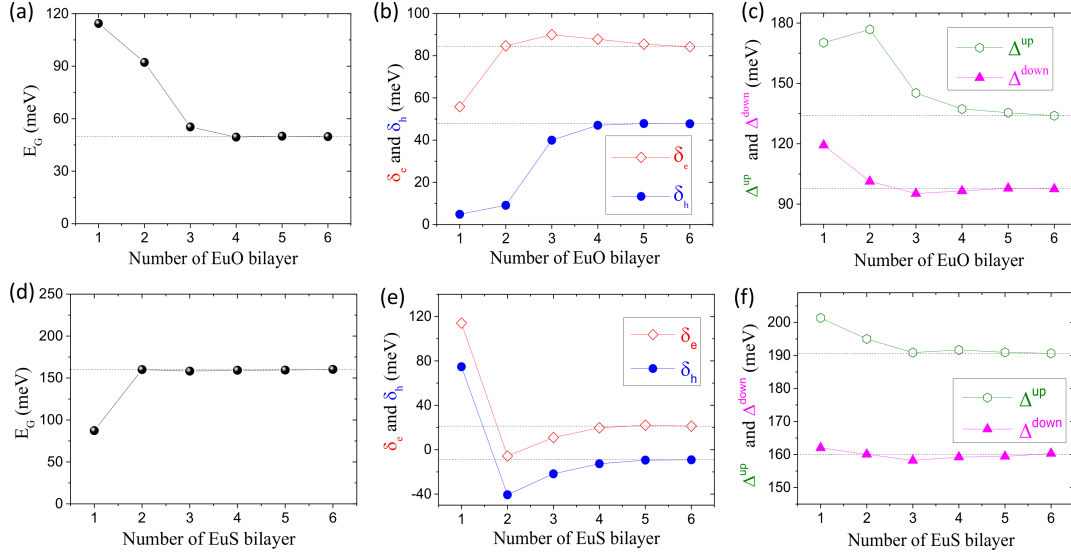 (a)
120
90
60
30
0
E_G (meV)
1 2 3 4 5 6
Number of EuO bilayer
(b)
100
80
60
40
20
0
δ_e and δ_h (meV)
δ_e
δ_h
1 2 3 4 5 6
Number of EuO bilayer
(c)
180
150
120
90
Δ^up and Δ^down (meV)
Δ^up
Δ^down
1 2 3 4 5 6
Number of EuO bilayer
(d)
250
200
150
100
50
0
E_G (meV)
1 2 3 4 5 6
Number of EuS bilayer
(e)
120
80
40
0
-40
δ_e and δ_h (meV)
δ_e
δ_h
1 2 3 4 5 6
Number of EuS bilayer
(f)
200
190
180
170
160
150
Δ^up and Δ^down (meV)
Δ^up
Δ^down
1 2 3 4 5 6
Number of EuS bilayer